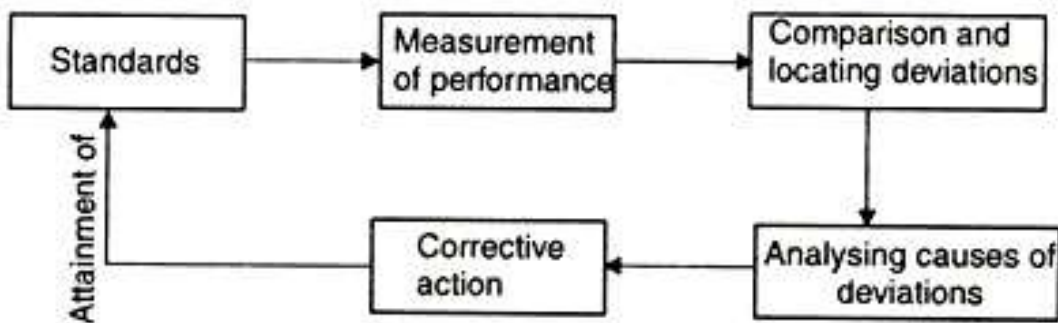 Standards
Measurement
of performance
Comparison and
locating deviations
Analysing causes of
deviations
Corrective
action
Attainment of